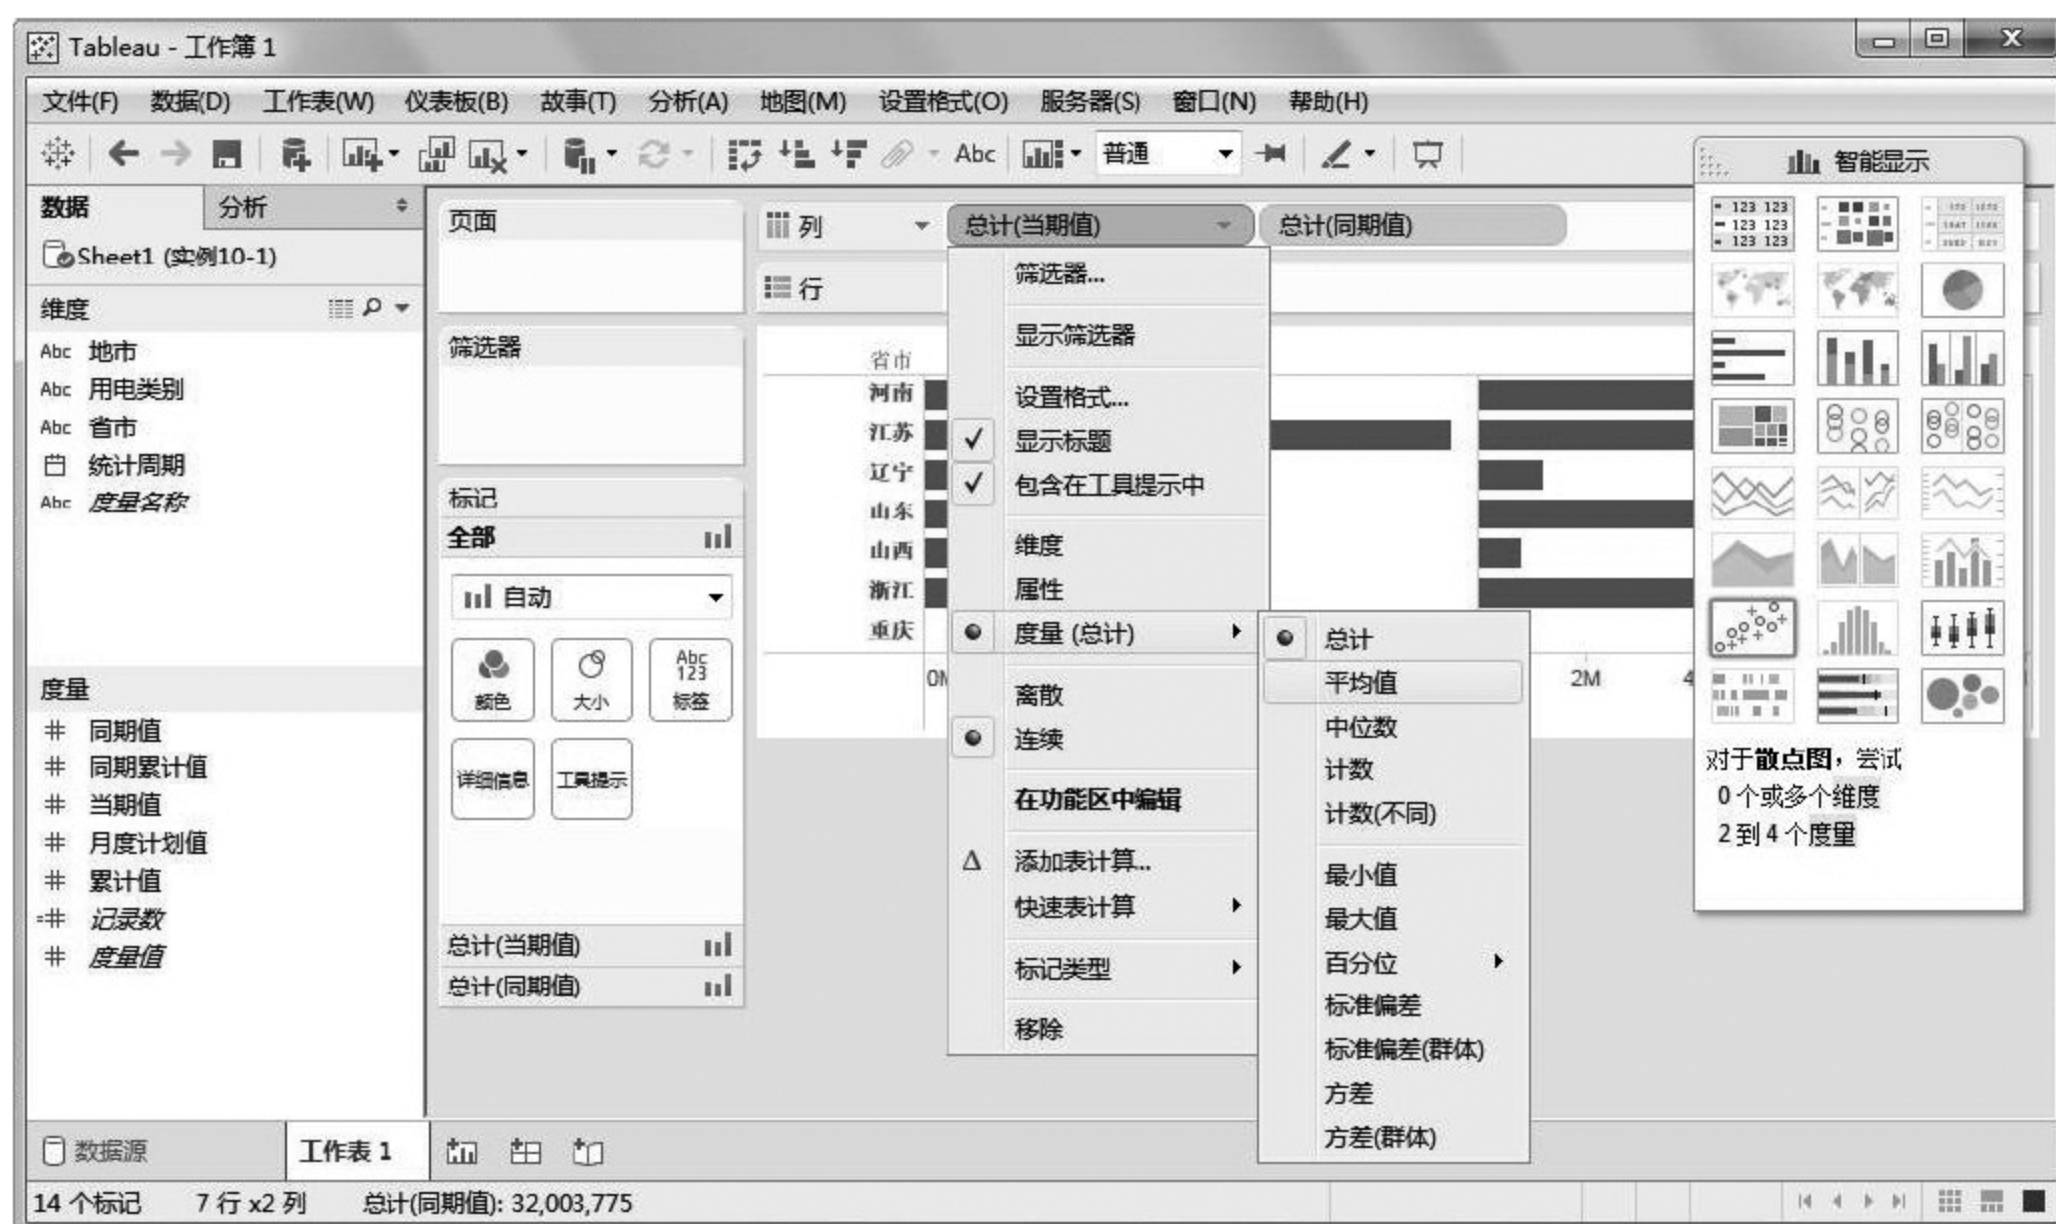 Tableau - 工作簿 1
文件(F) 数据(D) 工作表(W) 仪表板(B) 故事(T) 分析(A) 地图(M) 设置格式(O) 服务器(S) 窗口(N) 帮助(H)
Abc 普通
数据 分析
Sheet1 (实例10-1)
维度
Abc 地市
Abc 用电类别
Abc 省市
统计周期
Abc 度量名称
度量
# 同期值
# 同期累计值
# 当期值
# 月度计划值
# 累计值
=# 记录数
# 度量值
页面
筛选器
标记
全部
自动
颜色
大小
Abc
123
标签
详细信息
工具提示
总计(当期值)
总计(同期值)
列 总计(当期值) 总计(同期值)
行
省市
河南
江苏
辽宁
山东
山西
浙江
重庆
2M
筛选器...
显示筛选器
设置格式...
✓ 显示标题
✓ 包含在工具提示中
维度
属性
度量 (总计)
离散
连续
在功能区中编辑
Δ 添加表计算...
快速表计算
标记类型
移除
总计
平均值
中位数
计数
计数(不同)
最小值
最大值
百分位
标准偏差
标准偏差(群体)
方差
方差(群体)
智能显示
123 123
123 123
123 123
对于散点图，尝试
0 个或多个维度
2 到 4 个度量
数据源 工作表 1
14 个标记 7 行 x2 列 总计(同期值): 32,003,775